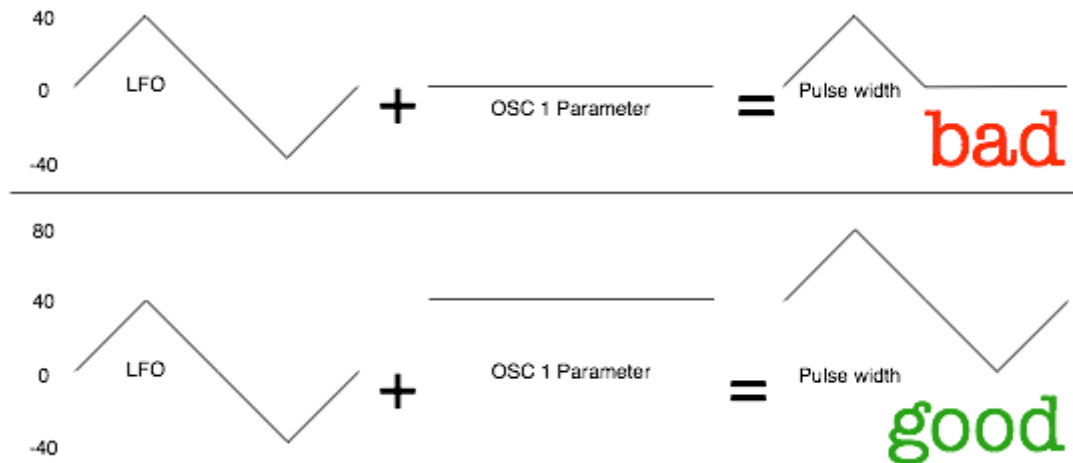 40
0
-40
LFO
+
OSC 1 Parameter
=
Pulse width
bad
80
40
0
-40
LFO
+
OSC 1 Parameter
=
Pulse width
good